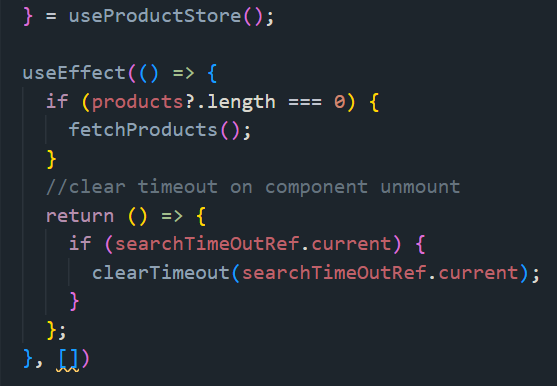 } = useProductStore();
useEffect(() => {
if (products?.length === 0) {
fetchProducts();
}
//clear timeout on component unmount
return () => {
if (searchTimeOutRef.current) {
clearTimeout(searchTimeOutRef.current);
}
};
}, [])